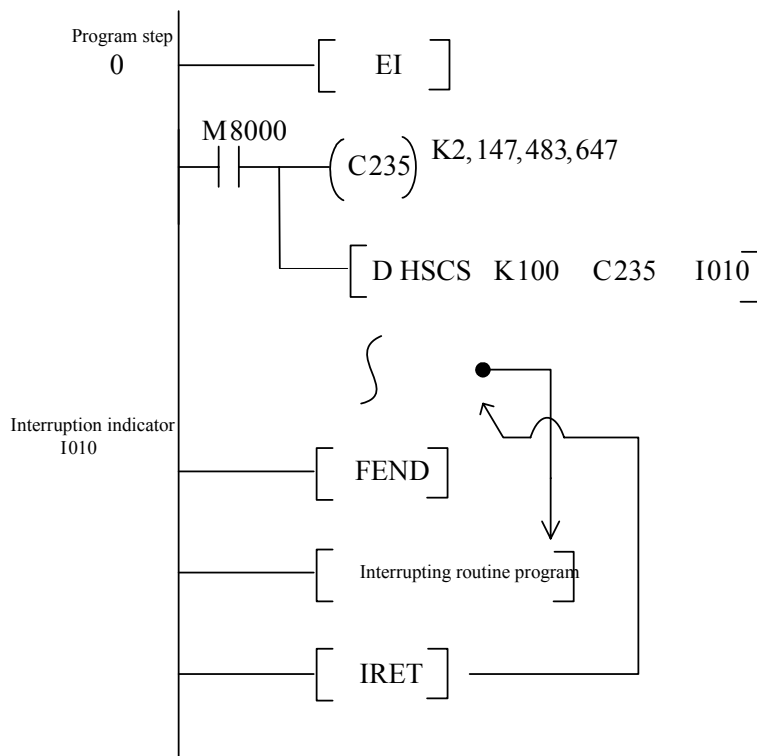 Program step
0
EI
M8000
C235
K2,147,483,647
D HSCS K100 C235 I010
Interruption indicator
I010
FEND
Interrupting routine program
IRET